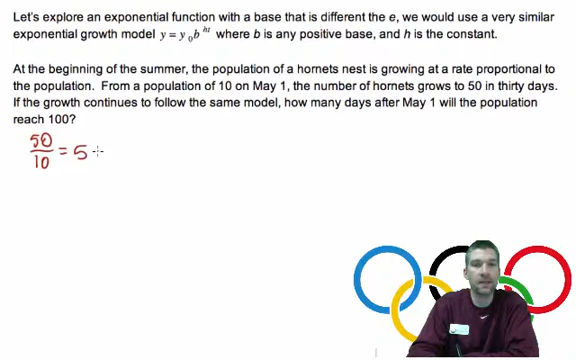 Let's explore an exponential function with a base that is different the e, we would use a very similar
exponential growth model y = y₀b^ht where b is any positive base, and h is the constant.
At the beginning of the summer, the population of a hornets nest is growing at a rate proportional to
the population. From a population of 10 on May 1, the number of hornets grows to 50 in thirty days.
If the growth continues to follow the same model, how many days after May 1 will the population
reach 100?
50/10 = 5